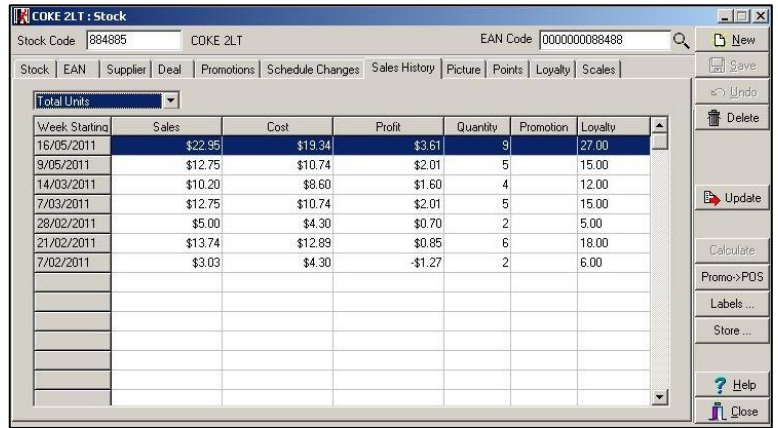 COKE 2LT : Stock
Stock Code 884885 COKE 2LT EAN Code 0000000088488
Stock EAN Supplier Deal Promotions Schedule Changes Sales History Picture Points Loyalty Scales
Total Units
Week Starting Sales Cost Profit Quantity Promotion Loyalty
16/05/2011 $22.95 $19.34 $3.61 9 27.00
9/05/2011 $12.75 $10.74 $2.01 5 15.00
14/03/2011 $10.20 $8.60 $1.60 4 12.00
7/03/2011 $12.75 $10.74 $2.01 5 15.00
28/02/2011 $5.00 $4.30 $0.70 2 5.00
21/02/2011 $13.74 $12.89 $0.85 6 18.00
7/02/2011 $3.03 $4.30 -$1.27 2 6.00
New
Save
Undo
Delete
Update
Calculate
Promo->POS
Labels ...
Store ...
Help
Close